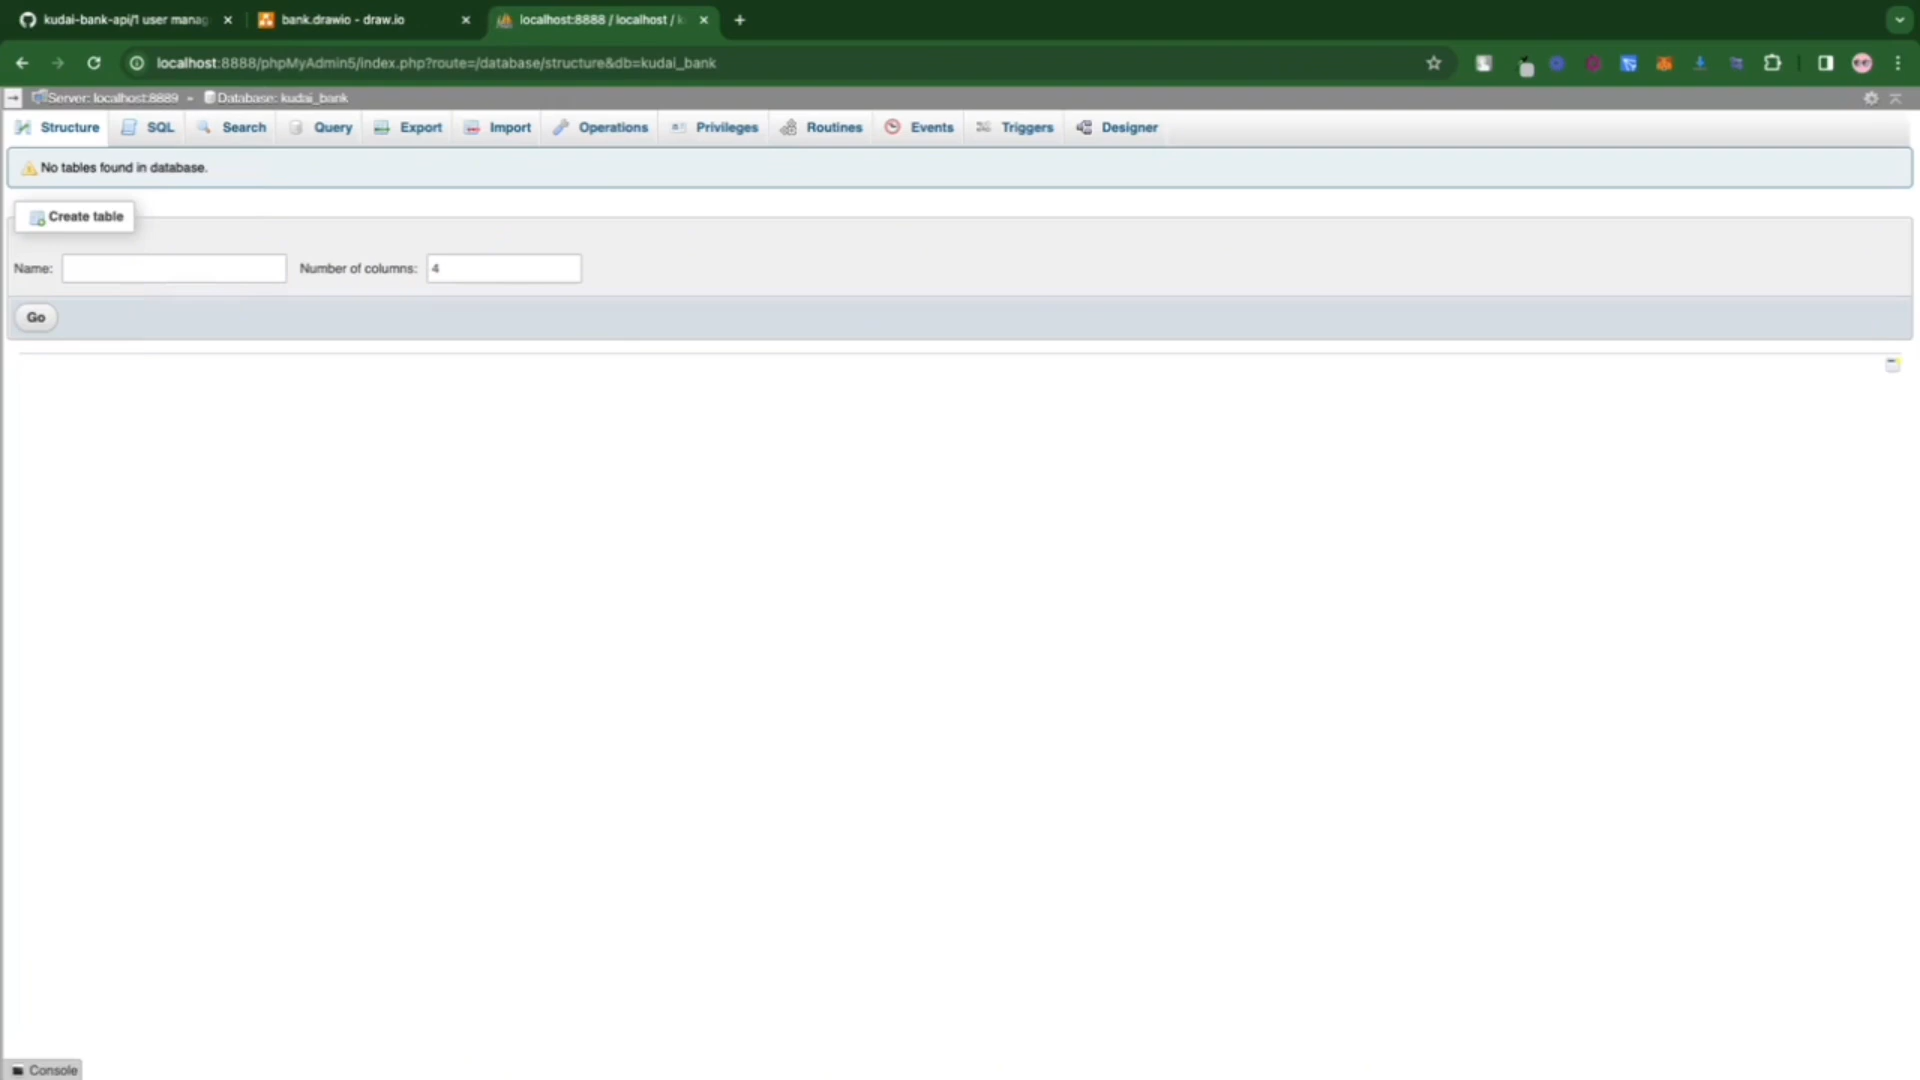 kudai-bank-api/1 user manag
bank.drawio - draw.io
localhost:8888 / localhost / k
localhost:8888/phpMyAdmin5/index.php?route=/database/structure&db=kudai_bank
Server: localhost:8889 » Database: kudai_bank
Structure SQL Search Query Export Import Operations Privileges Routines Events Triggers Designer
No tables found in database.
Create table
Name: Number of columns: 4
Go
Console